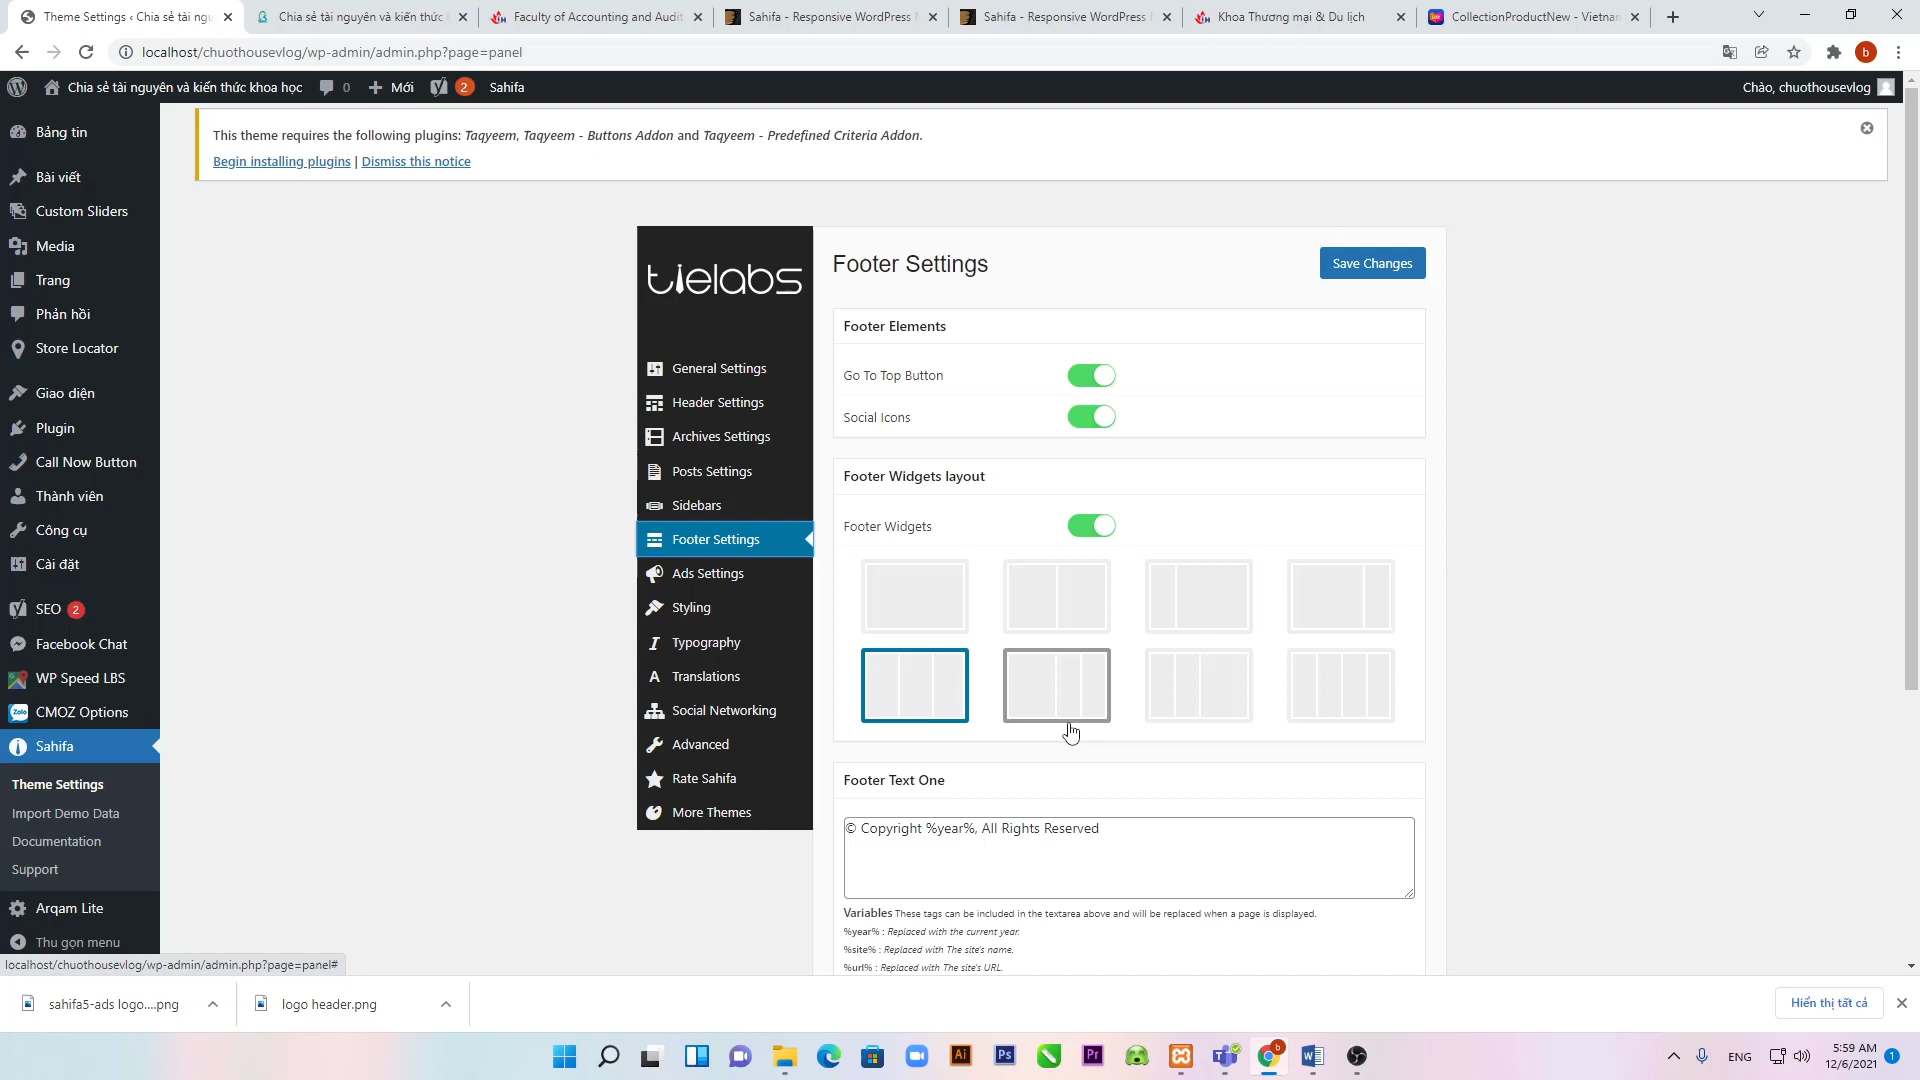 Theme Settings ‹ Chia sẻ tài ngu
Chia sẻ tài nguyên và kiến thức
Faculty of Accounting and Audit
Sahifa - Responsive WordPress
Sahifa - Responsive WordPress
Khoa Thương mại & Du lịch
CollectionProductNew - Vietnan
localhost/chuothousevlog/wp-admin/admin.php?page=panel
b
Chia sẻ tài nguyên và kiến thức khoa học
0
Mới
2
Sahifa
Chào, chuothousevlog
This theme requires the following plugins: Taqyeem, Taqyeem - Buttons Addon and Taqyeem - Predefined Criteria Addon.
Begin installing plugins | Dismiss this notice
Bảng tin
Bài viết
Custom Sliders
Media
Trang
Phản hồi
Store Locator
Giao diện
Plugin
Call Now Button
Thành viên
Công cụ
Cài đặt
SEO 2
Facebook Chat
WP Speed LBS
Zalo
CMOZ Options
Sahifa
Theme Settings
Import Demo Data
Documentation
Support
Arqam Lite
Thu gọn menu
tielabs
General Settings
Header Settings
Archives Settings
Posts Settings
Sidebars
Footer Settings
Ads Settings
Styling
Typography
Translations
Social Networking
Advanced
Rate Sahifa
More Themes
Footer Settings
Save Changes
Footer Elements
Go To Top Button
Social Icons
Footer Widgets layout
Footer Widgets
Footer Text One
© Copyright %year%, All Rights Reserved
Variables These tags can be included in the textarea above and will be replaced when a page is displayed.
%year% : Replaced with the current year.
%site% : Replaced with The site's name.
%url% : Replaced with The site's URL.
localhost/chuothousevlog/wp-admin/admin.php?page=panel#
sahifa5-ads logo....png
logo header.png
Hiển thị tất cả
Ai
Ps
Pr
b
ENG
5:59 AM
12/6/2021
1